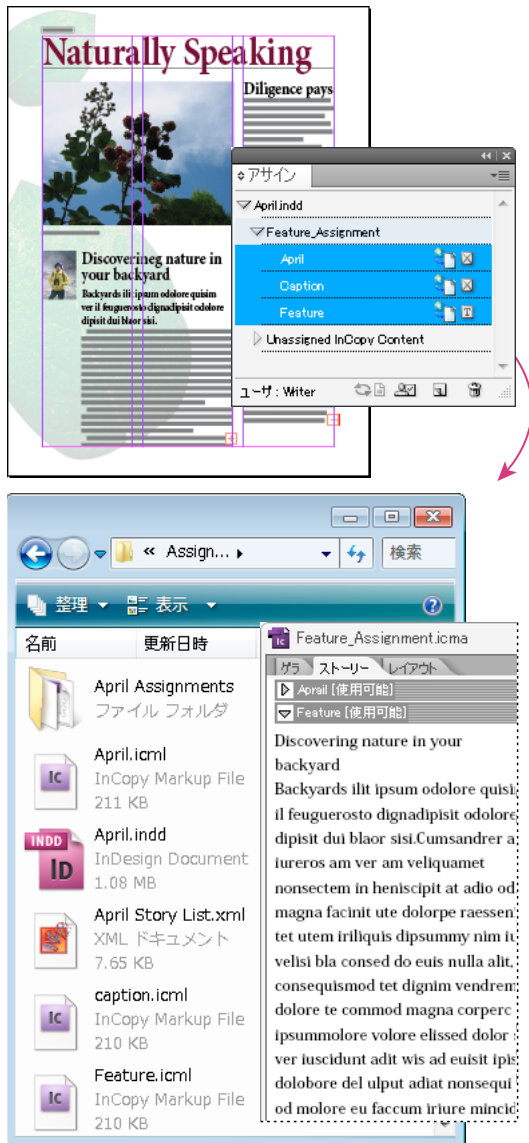 Naturally Speaking
Diligence pays
Discoverineg nature in
your backyard
Backyards ilit ipsum odolore quisim
ver il feuguerosto dignadipisit odolore
dipisit dui blaor sisi.
アサイン
April.indd
Feature_Assignment
April
Caption
Feature
Unassigned InCopy Content
ユーザ : Writer
« Assign...
検索
整理
表示
名前
更新日時
April Assignments
ファイル フォルダ
April.icml
InCopy Markup File
211 KB
April.indd
InDesign Document
1.08 MB
April Story List.xml
XML ドキュメント
7.65 KB
caption.icml
InCopy Markup File
210 KB
Feature.icml
InCopy Markup File
210 KB
Feature_Assignment.icma
ゲラ ストーリー レイアウト
Aprail [使用可能]
Feature [使用可能]
Discovering nature in your
backyard
Backyards ilit ipsum odolore quisi
il feuguerosto dignadipisit odolore
dipisit dui blaor sisi.Cumsandrer a
iureros am ver am veliquamet
nonsectem in heniscipit at adio od
magna facinit ute dolorpe raessen
tet utem iriliquis dipsummy nim iu
velisi bla consed do euis nulla alit,
consequismod tet dignim vendrem
dolore te commod magna corperc
ipsummolore volore elissed dolor
ver iuscidunt adit wis ad euisit ipis
dolobore del ulput adiat nonsequi
od molore eu faccum iriure mincid